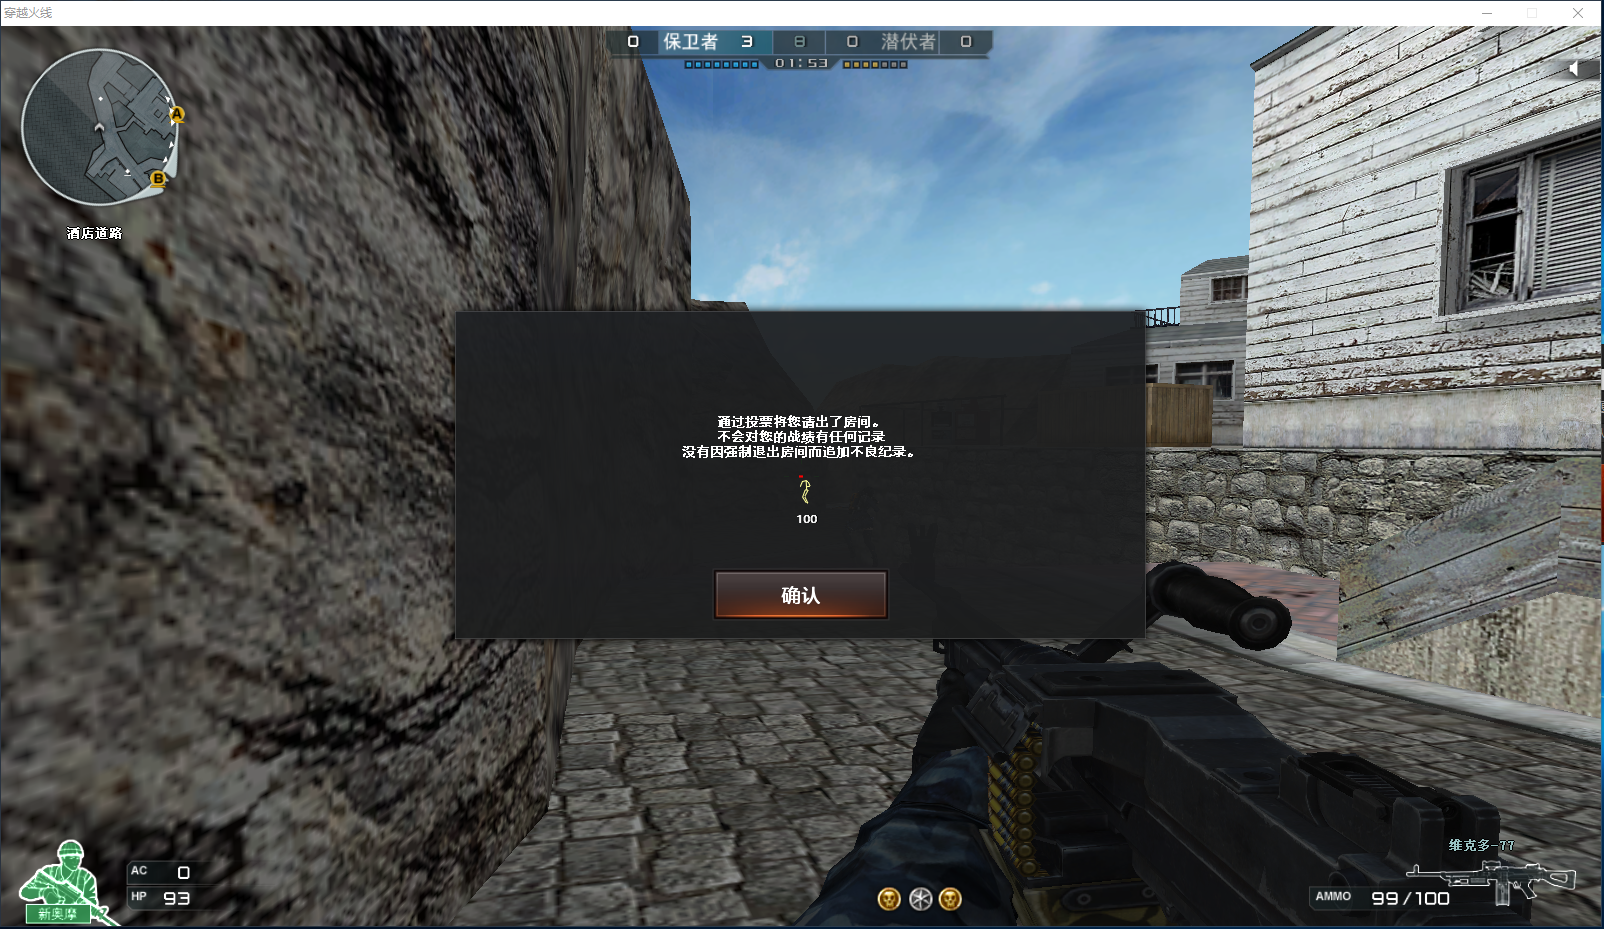 穿越火线
0 保卫者 3 8 0 潜伏者 0
01:53
A
B
酒店道路
通过投票将您请出了房间。
不会对您的战绩有任何记录
没有因强制退出房间而追加不良纪录。
100
确认
维克多-77
AC 0
HP 93
AMMO 99/100
新奥摩